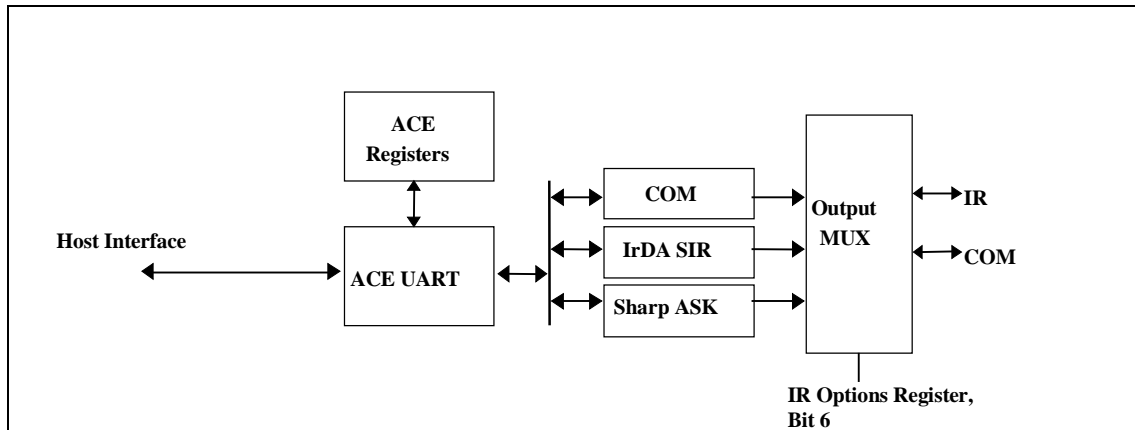 ACE
Registers
Host Interface
ACE UART
COM
IrDA SIR
Sharp ASK
Output
MUX
IR
COM
IR Options Register,
Bit 6